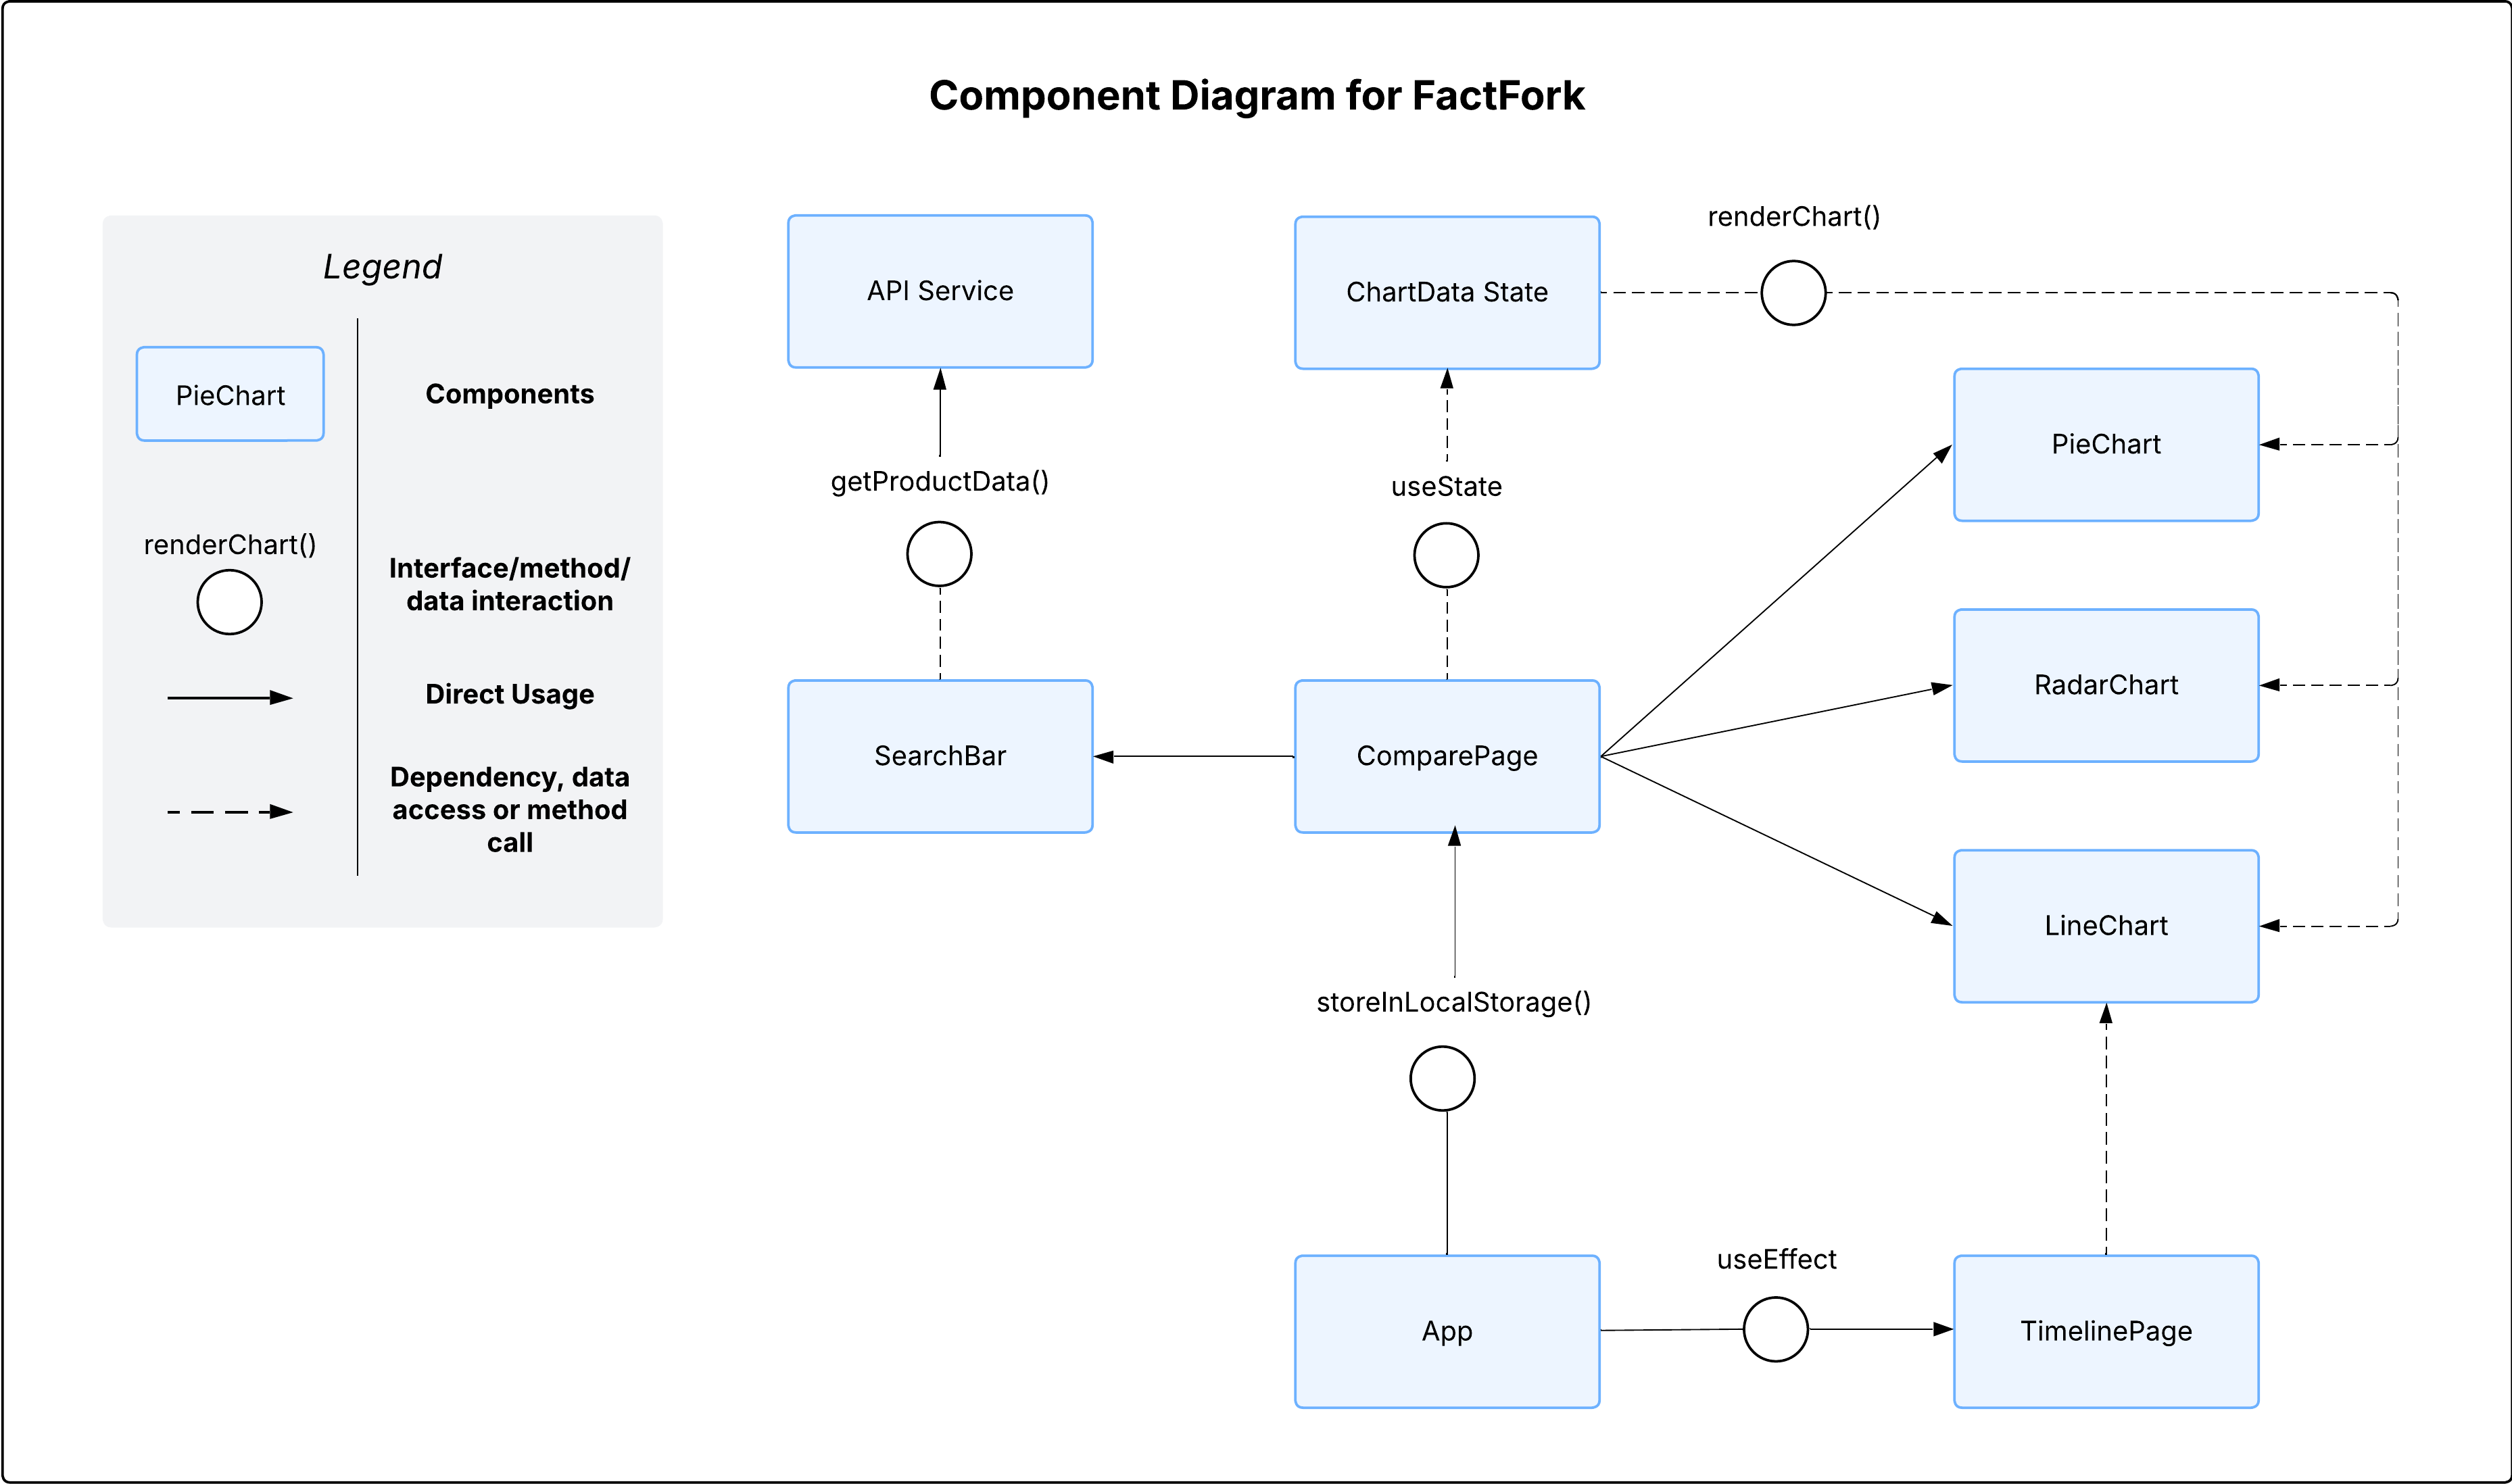 Component Diagram for FactFork
Legend
PieChart
Components
renderChart()
Interface/method/
data interaction
Direct Usage
Dependency, data
access or method
call
API Service
ChartData State
renderChart()
getProductData()
useState
PieChart
RadarChart
SearchBar
ComparePage
LineChart
storeInLocalStorage()
useEffect
App
TimelinePage